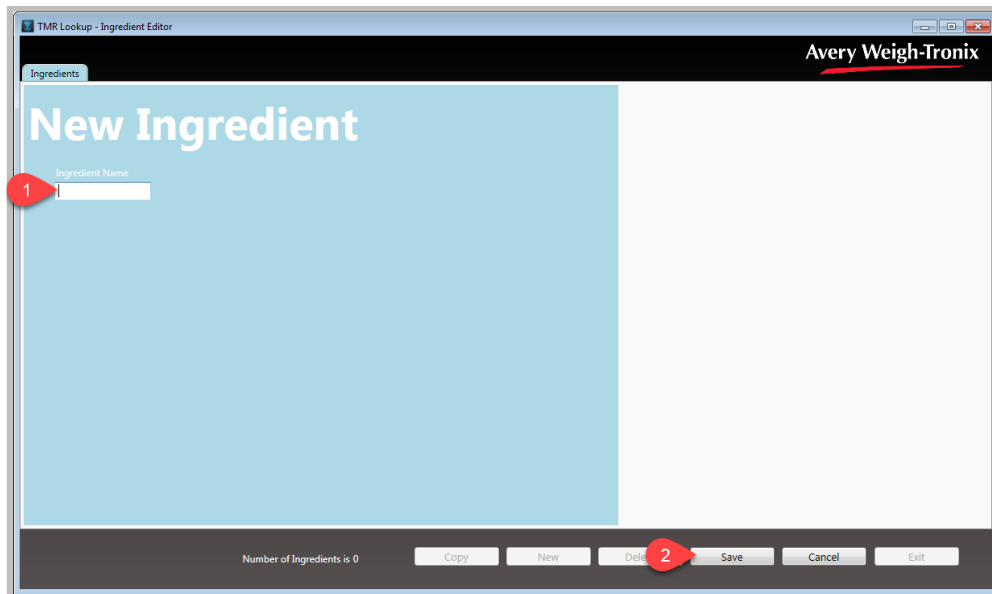 TMR Lookup - Ingredient Editor
Avery Weigh-Tronix
Ingredients
New Ingredient
Ingredient Name
1
Number of Ingredients is 0
Copy
New
Dele
2
Save
Cancel
Exit